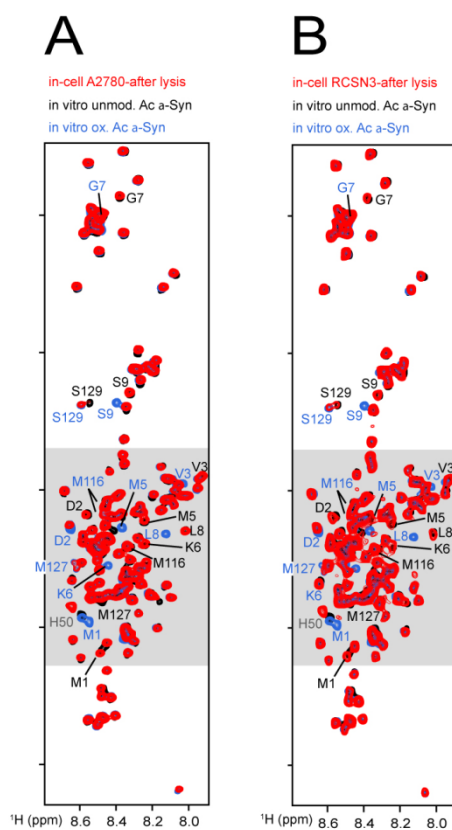 A
in-cell A2780-after lysis
in vitro unmod. Ac a-Syn
in vitro ox. Ac a-Syn
G7
G7
S129
S9
S129
S9
V3
M116
V3
D2
M5
M5
D2
L8
L8
M127
K6
M116
K6
M127
H50
M1
M1
¹H (ppm)
8.6
8.4
8.2
8.0
B
in-cell RCSN3-after lysis
in vitro unmod. Ac a-Syn
in vitro ox. Ac a-Syn
G7
G7
S129
S9
S129
S9
V3
M116
V3
D2
M5
M5
D2
L8
L8
K6
M127
M116
K6
M127
H50
M1
M1
¹H (ppm)
8.6
8.4
8.2
8.0